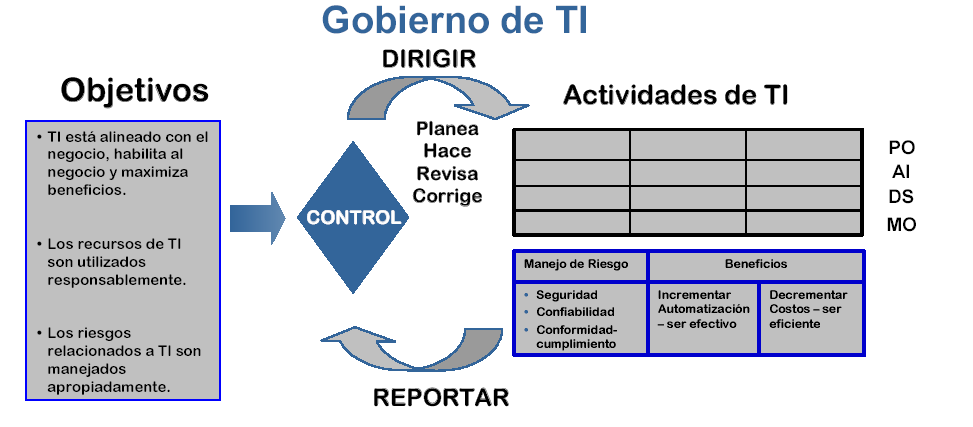 Gobierno de TI
DIRIGIR
Objetivos
• TI está alineado con el
negocio, habilita al
negocio y maximiza
beneficios.
• Los recursos de TI
son utilizados
responsablemente.
• Los riesgos
relacionados a TI son
manejados
apropiadamente.
CONTROL
Planea
Hace
Revisa
Corrige
Actividades de TI
PO
AI
DS
MO
Manejo de Riesgo
Beneficios
• Seguridad
• Confiabilidad
• Conformidad-
cumplimiento
Incrementar
Automatización
– ser efectivo
Decrementar
Costos – ser
eficiente
REPORTAR